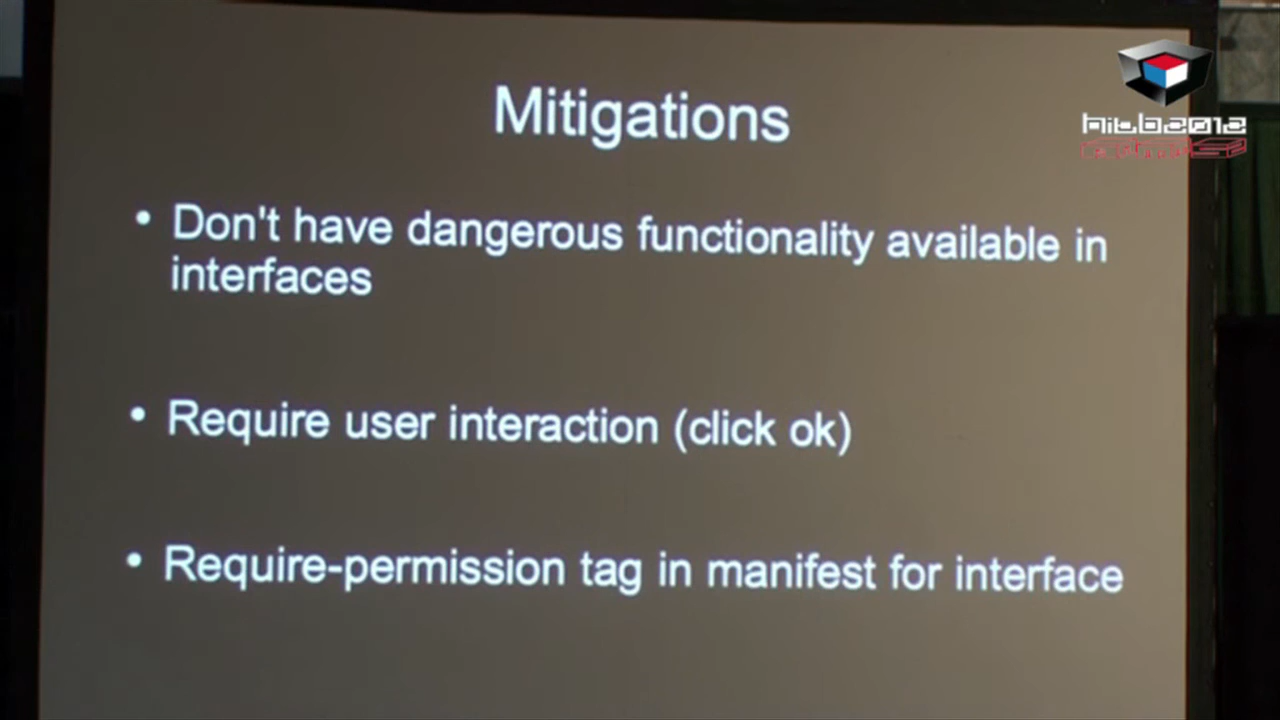 Mitigations
• Don't have dangerous functionality available in
interfaces
• Require user interaction (click ok)
• Require-permission tag in manifest for interface
hitb2012